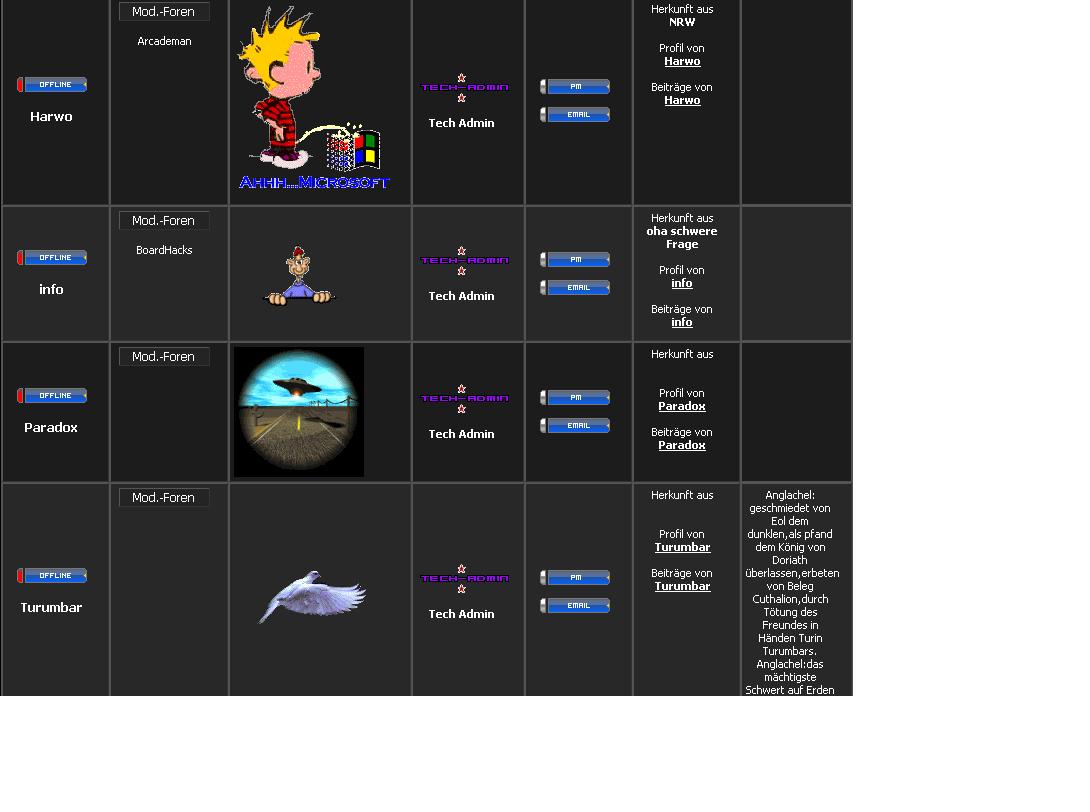 OFFLINE
Harwo
Mod.-Foren
Arcademan
AHHH...MICROSOFT
TECH-ADMIN
Tech Admin
PM
EMAIL
Herkunft aus
NRW
Profil von
Harwo
Beiträge von
Harwo
OFFLINE
info
Mod.-Foren
BoardHacks
TECH-ADMIN
Tech Admin
PM
EMAIL
Herkunft aus
oha schwere
Frage
Profil von
info
Beiträge von
info
OFFLINE
Paradox
Mod.-Foren
TECH-ADMIN
Tech Admin
PM
EMAIL
Herkunft aus
Profil von
Paradox
Beiträge von
Paradox
OFFLINE
Turumbar
Mod.-Foren
TECH-ADMIN
Tech Admin
PM
EMAIL
Herkunft aus
Profil von
Turumbar
Beiträge von
Turumbar
Anglachel:
geschmiedet von
Eol dem
dunklen,als pfand
dem König von
Doriath
überlassen,erbeten
von Beleg
Cuthalion,durch
Tötung des
Freundes in
Händen Turin
Turumbars.
Anglachel:das
mächtigste
Schwert auf Erden